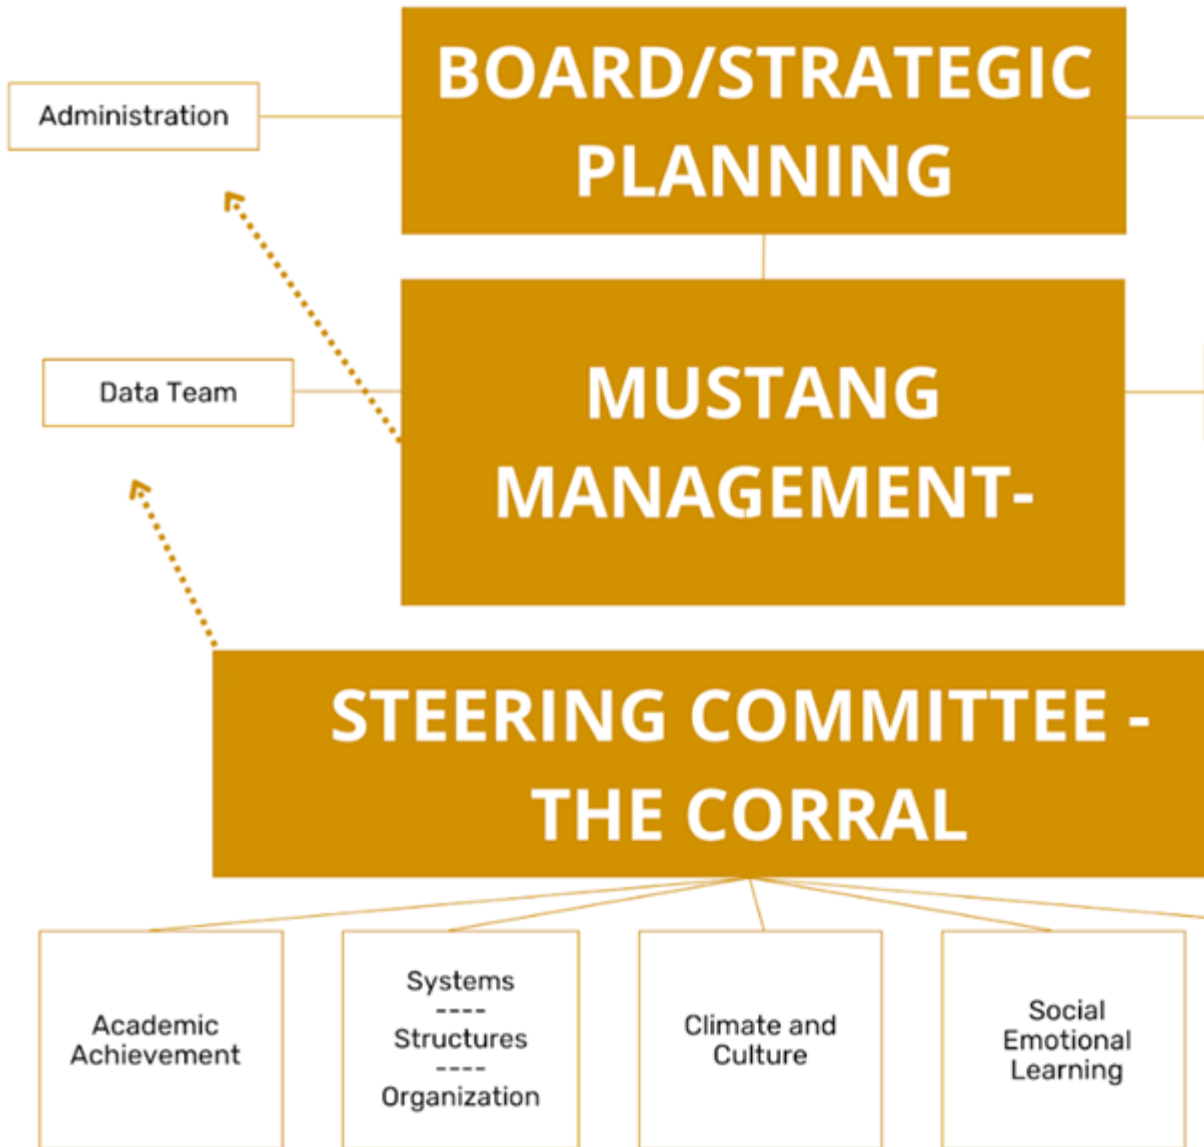 BOARD/STRATEGIC
PLANNING
Administration
MUSTANG
MANAGEMENT-
Data Team
STEERING COMMITTEE -
THE CORRAL
Academic
Achievement
Systems
----
Structures
----
Organization
Climate and
Culture
Social
Emotional
Learning